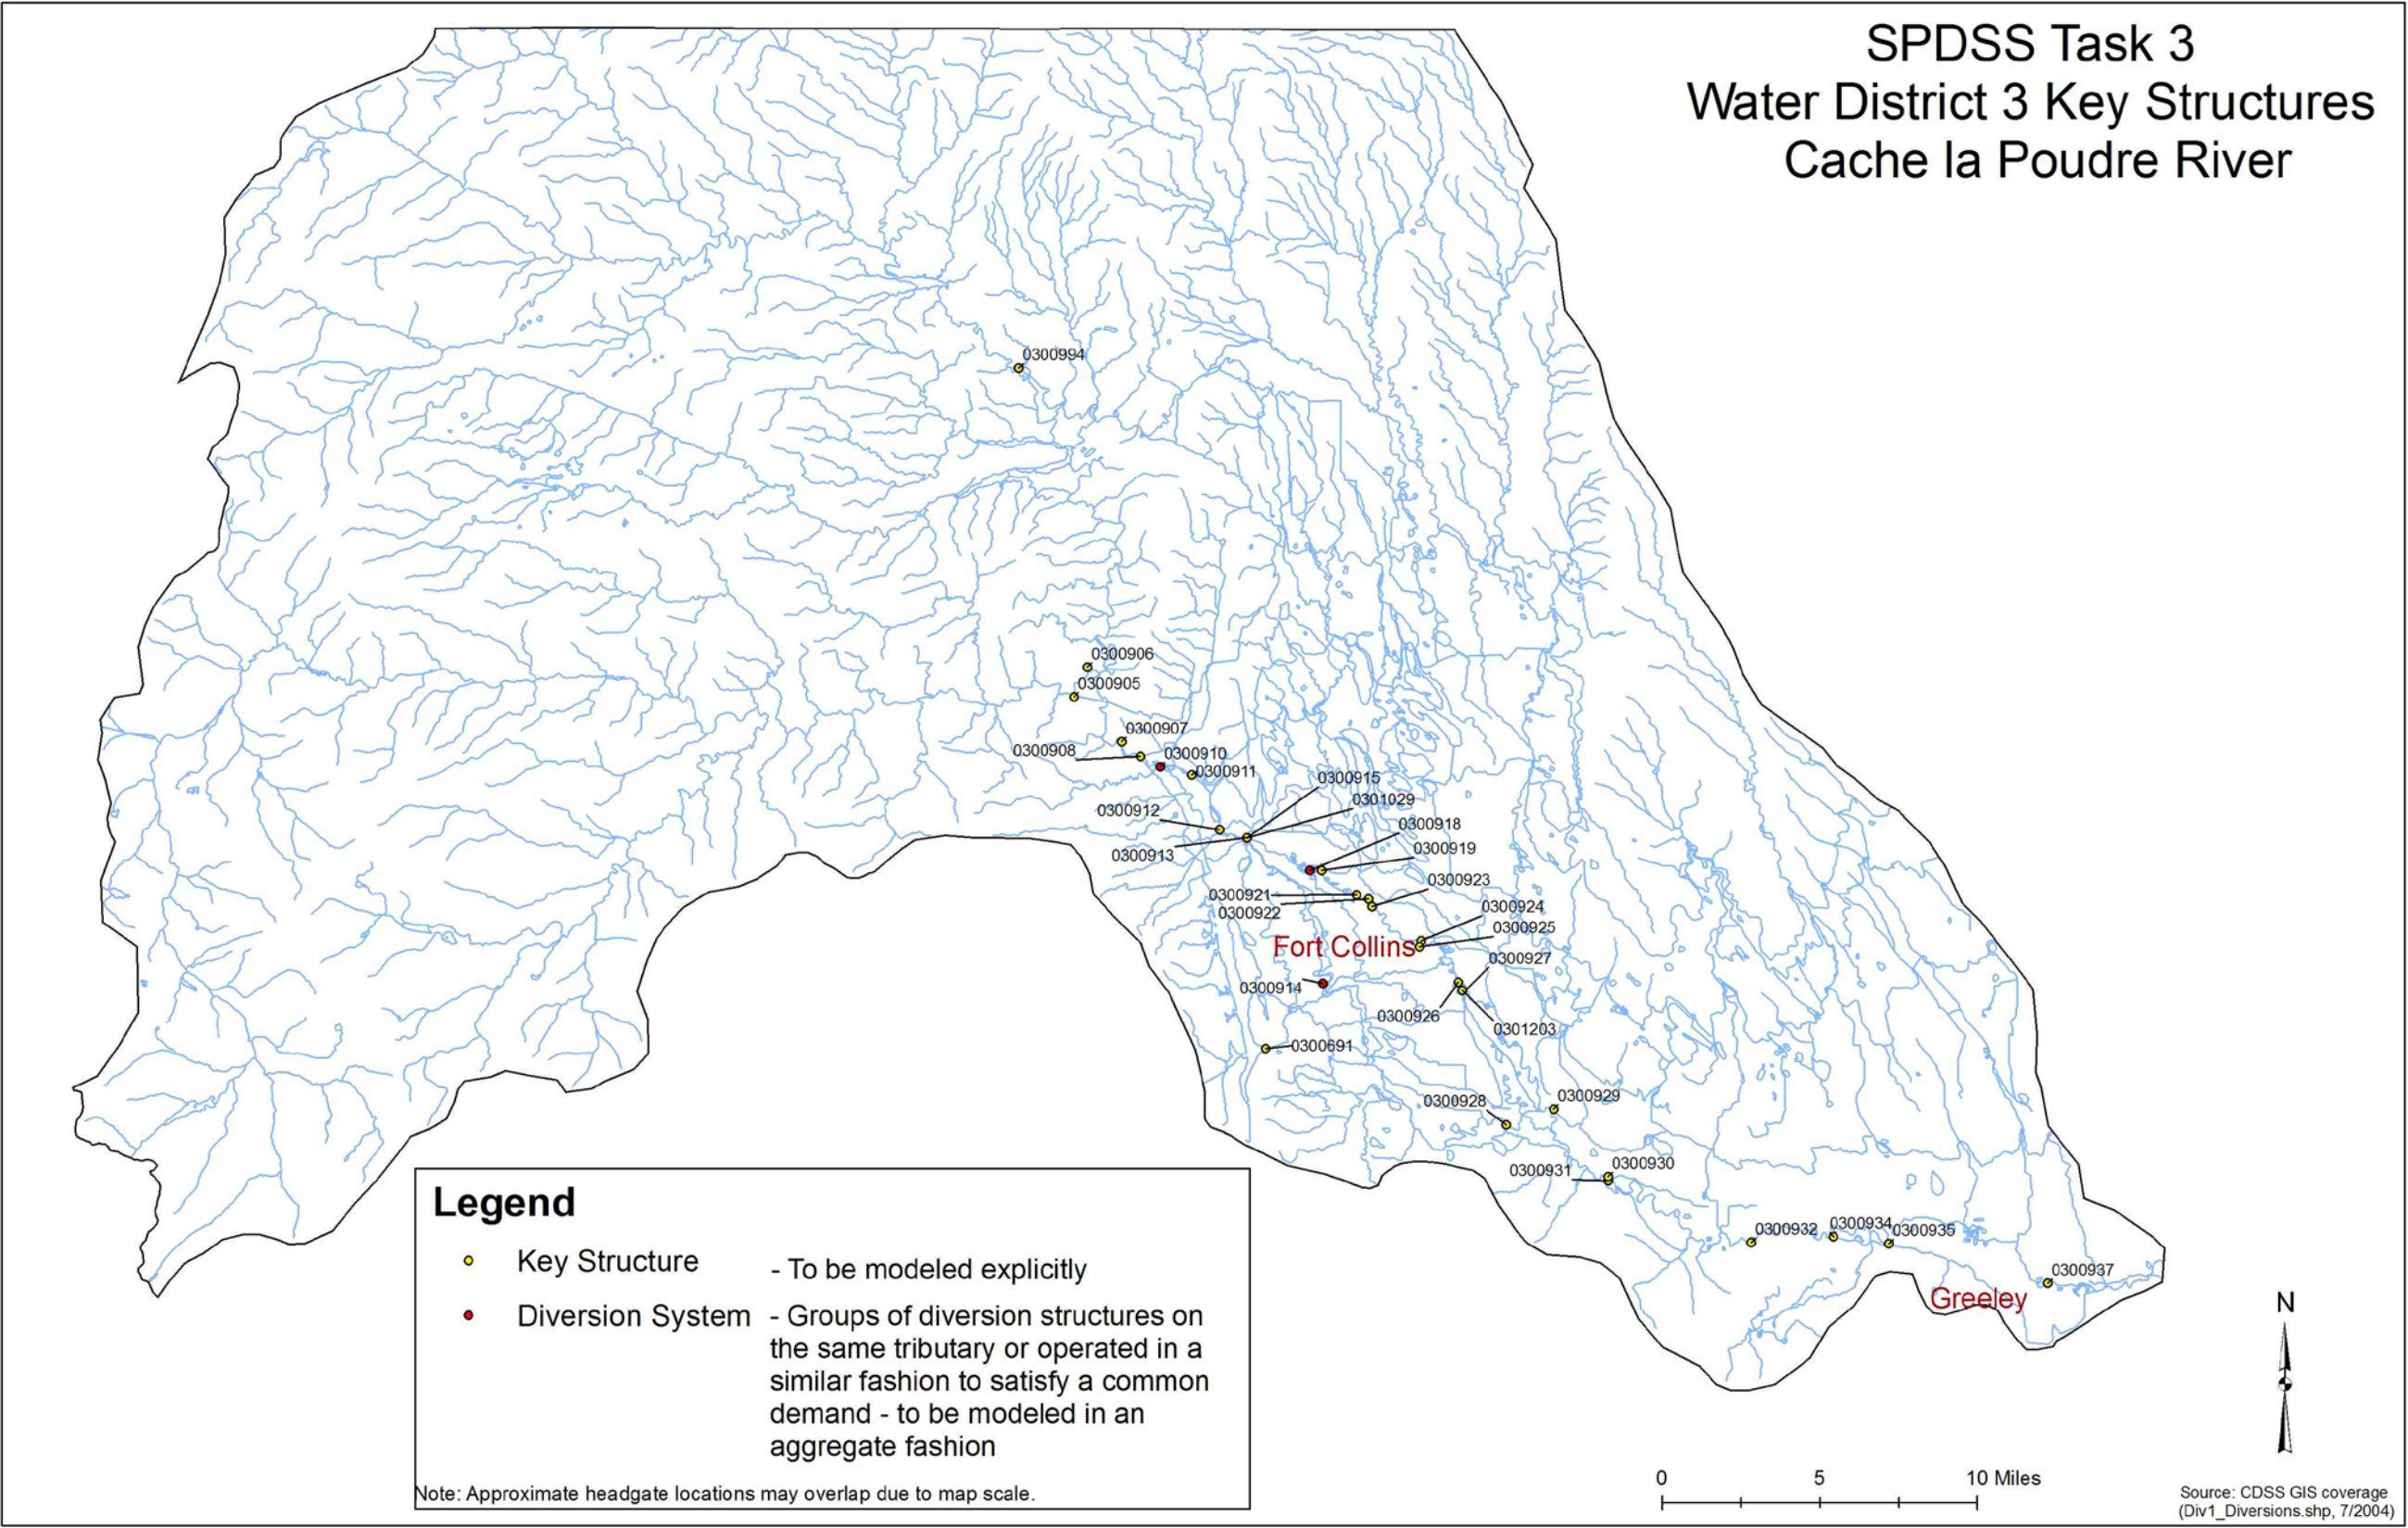 SPDSS Task 3
Water District 3 Key Structures
Cache la Poudre River
0300994
0300906
0300905
0300907
0300908
0300910
0300911
0300915
0301029
0300912
0300918
0300913
0300919
0300923
0300921
0300922
0300924
0300925
Fort Collins
0300927
0300914
0300926
0301203
0300691
0300929
0300928
0300930
0300931
0300932
0300934
0300935
0300937
Greeley
Legend
Key Structure - To be modeled explicitly
Diversion System - Groups of diversion structures on
the same tributary or operated in a
similar fashion to satisfy a common
demand - to be modeled in an
aggregate fashion
Note: Approximate headgate locations may overlap due to map scale.
N
0 5 10 Miles
Source: CDSS GIS coverage
(Div1_Diversions.shp, 7/2004)